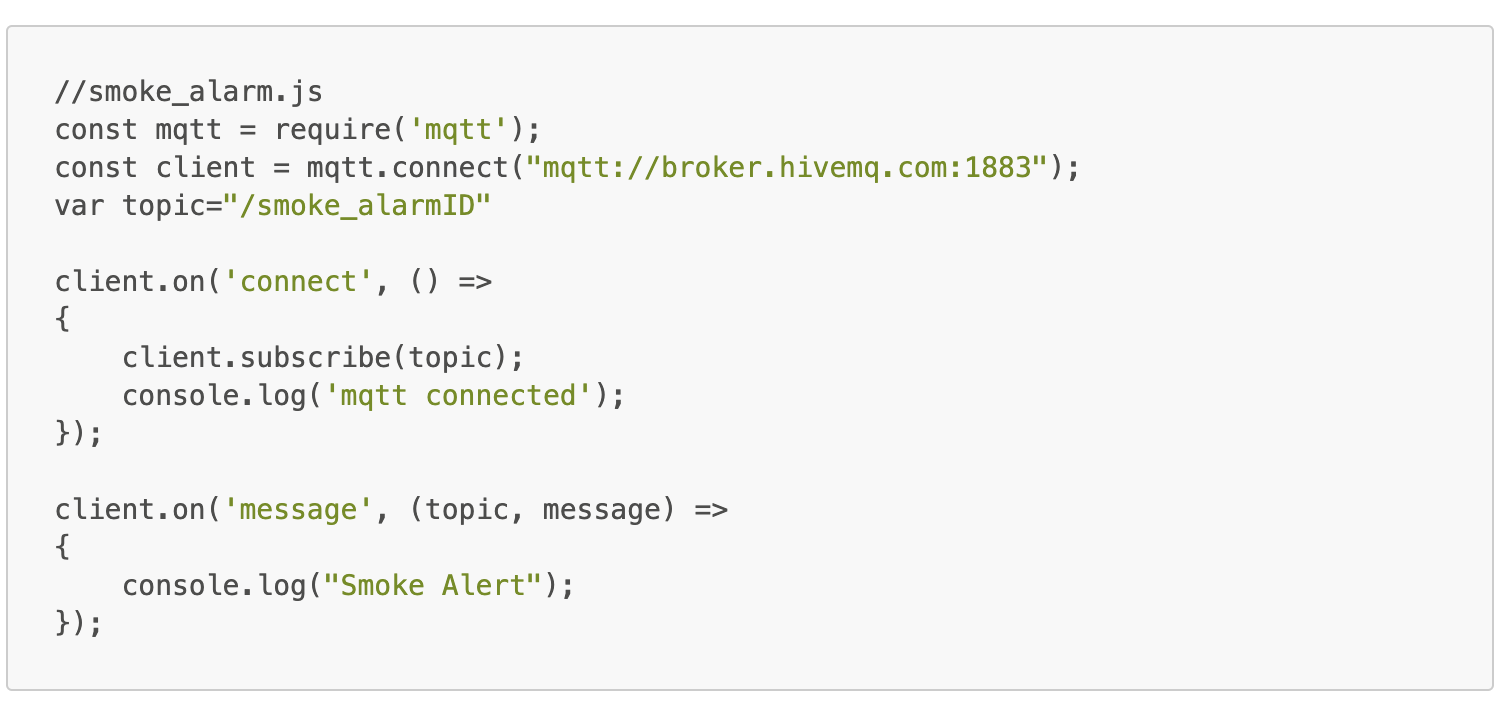 //smoke_alarm.js
const mqtt = require('mqtt');
const client = mqtt.connect("mqtt://broker.hivemq.com:1883");
var topic="/smoke_alarmID"
client.on('connect', () =>
{
    client.subscribe(topic);
    console.log('mqtt connected');
});
client.on('message', (topic, message) =>
{
    console.log("Smoke Alert");
});